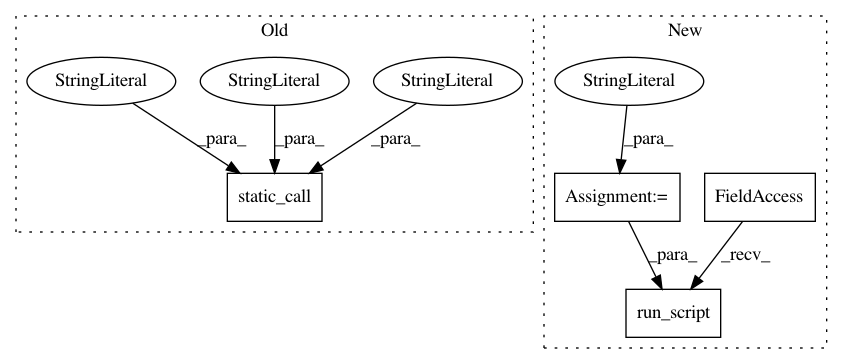 Old
New
StringLiteral
StringLiteral
StringLiteral
StringLiteral
_para_
_para_
_para_
_para_
static_call
Assignment:=
FieldAccess
_para_
_recv_
run_script